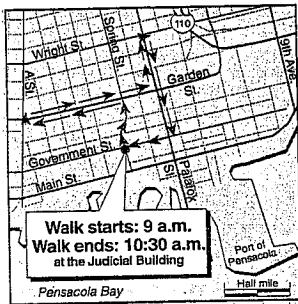 110
Wright St.
Spring St.
A St.
9th Ave.
Garden
St.
Government St.
Main St.
Palafox
St.
Walk starts: 9 a.m.
Walk ends: 10:30 a.m.
at the Judicial Building
Port of
Pensacola
Pensacola Bay
Half mile